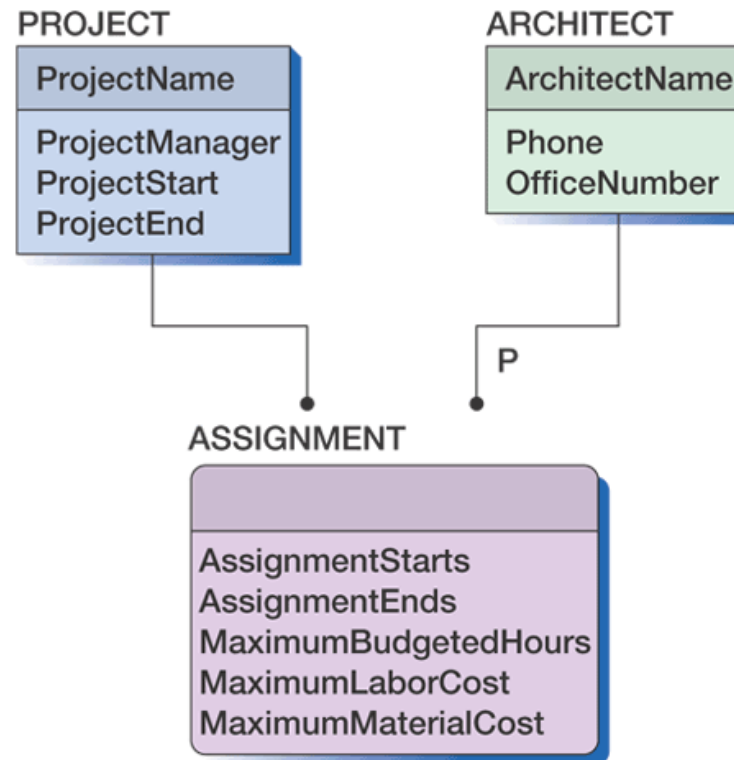 PROJECT
ProjectName
ProjectManager
ProjectStart
ProjectEnd
ARCHITECT
ArchitectName
Phone
OfficeNumber
P
ASSIGNMENT
AssignmentStarts
AssignmentEnds
MaximumBudgetedHours
MaximumLaborCost
MaximumMaterialCost